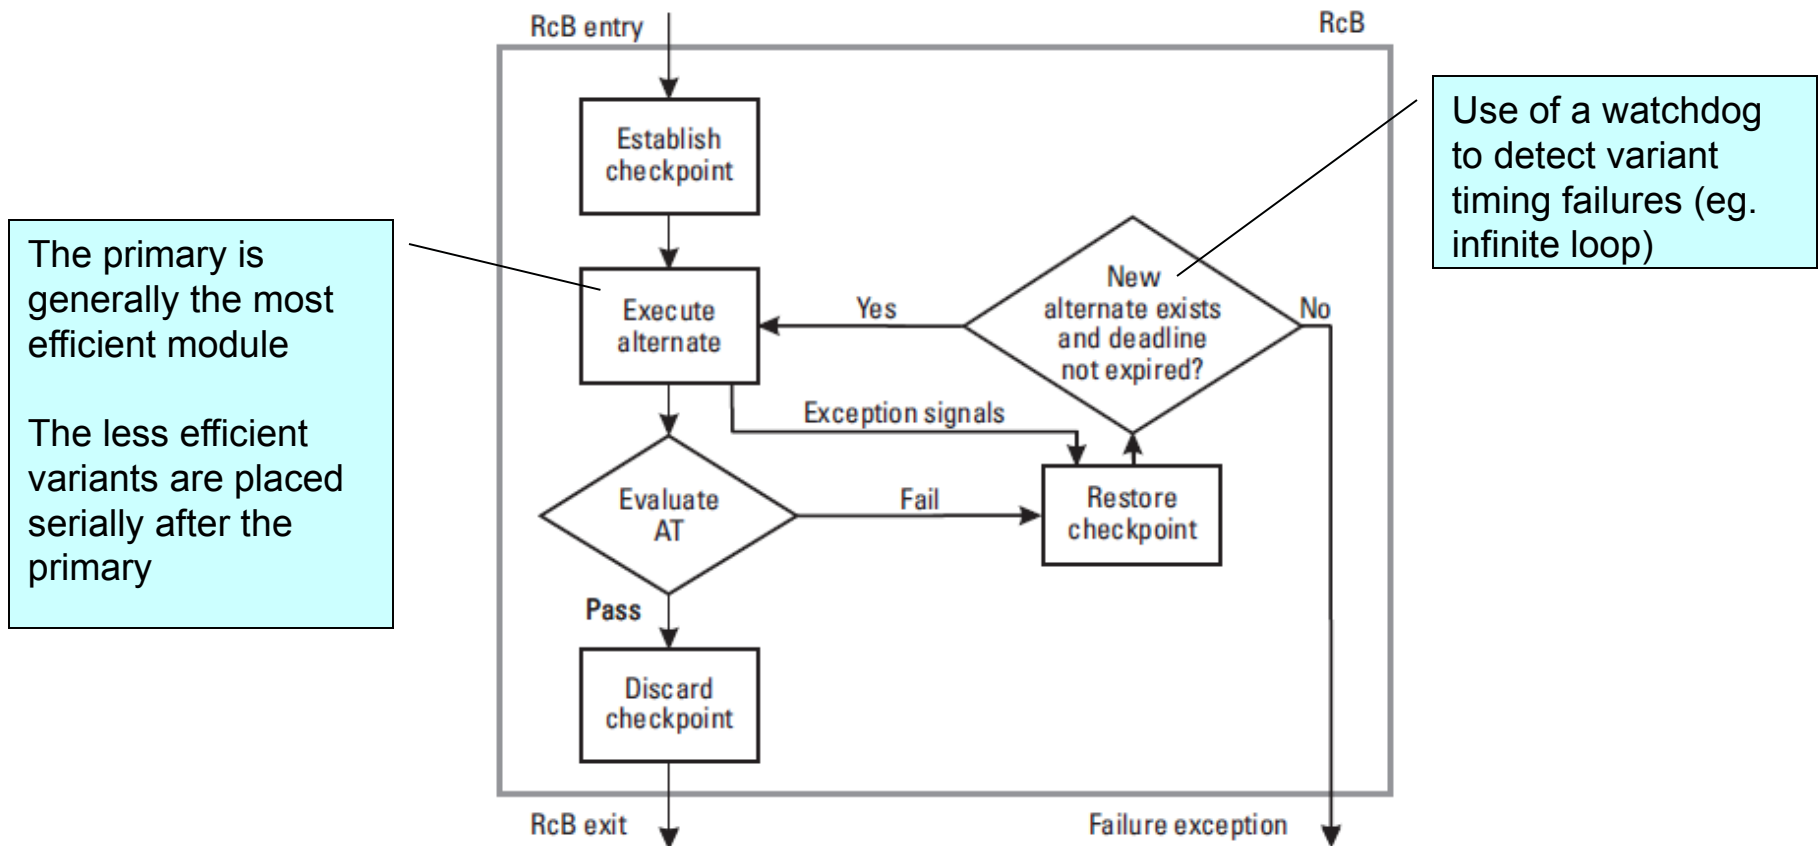 RcB entry
RcB
Establish
checkpoint
Use of a watchdog
to detect variant
timing failures (eg.
infinite loop)
The primary is
generally the most
efficient module
The less efficient
variants are placed
serially after the
primary
Execute
alternate
Yes
New
alternate exists
and deadline
not expired?
No
Exception signals
Evaluate
AT
Fail
Restore
checkpoint
Pass
Discard
checkpoint
RcB exit
Failure exception